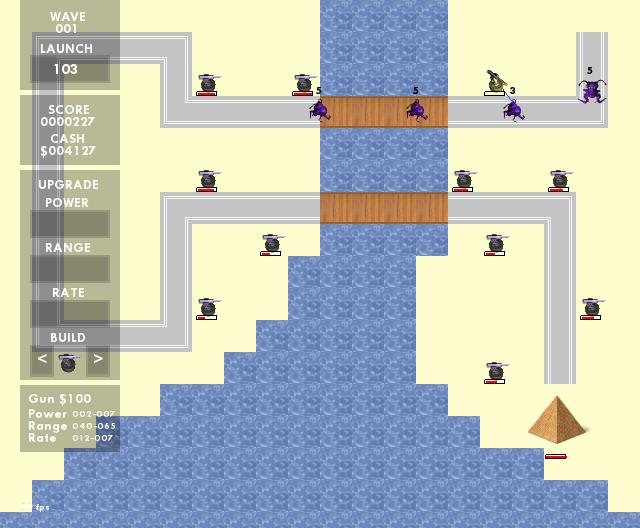 WAVE
001
LAUNCH
103
SCORE
0000227
CASH
$004127
UPGRADE
POWER
RANGE
RATE
BUILD
< >
Gun $100
Power 002-007
Range 040-065
Rate 012-007
fps
5
5
3
5